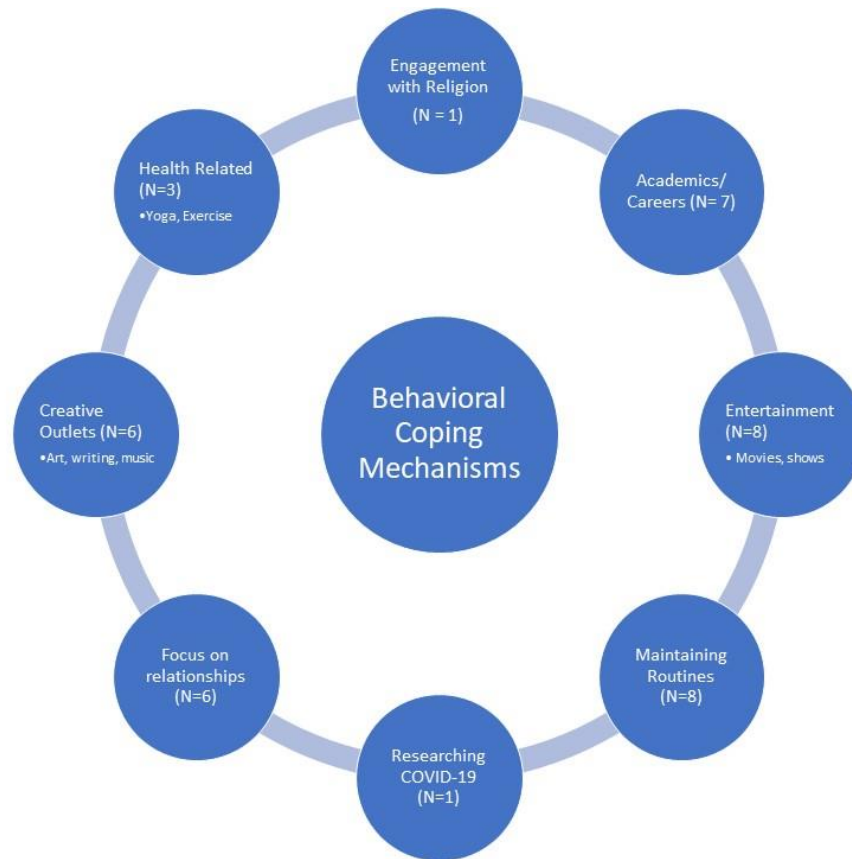 Engagement
with Religion
(N = 1)
Academics/
Careers (N= 7)
Entertainment
(N=8)
• Movies, shows
Maintaining
Routines
(N=8)
Researching
COVID-19
(N=1)
Focus on
relationships
(N=6)
Creative
Outlets (N=6)
•Art, writing, music
Health Related
(N=3)
•Yoga, Exercise
Behavioral
Coping
Mechanisms